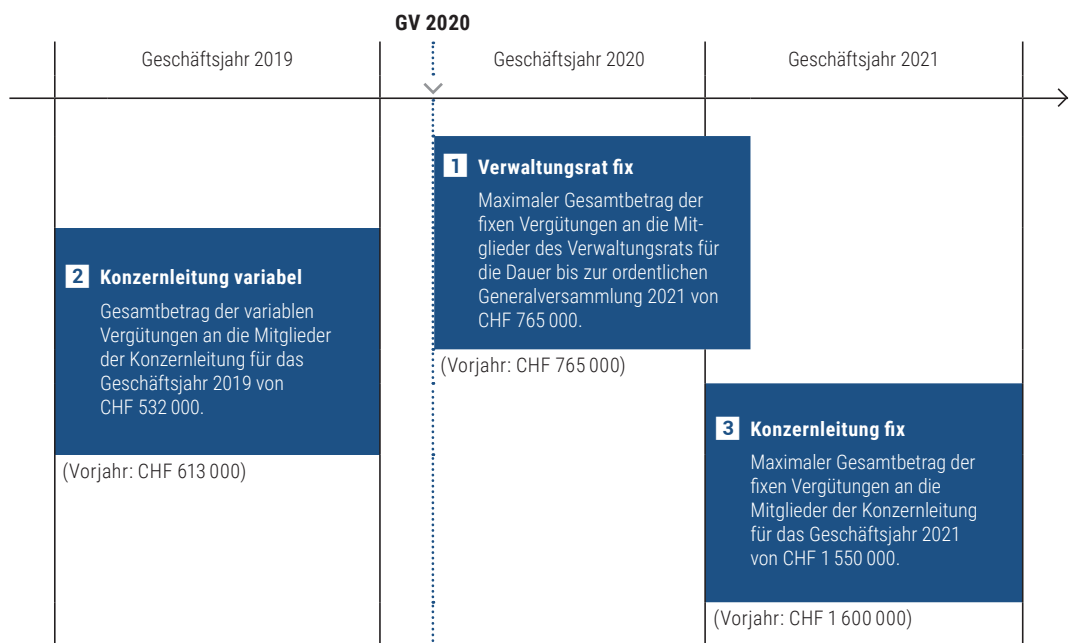 GV 2020
Geschäftsjahr 2019
Geschäftsjahr 2020
Geschäftsjahr 2021
1 Verwaltungsrat fix
Maximaler Gesamtbetrag der
fixen Vergütungen an die Mit-
glieder des Verwaltungsrats für
die Dauer bis zur ordentlichen
Generalversammlung 2021 von
CHF 765 000.
(Vorjahr: CHF 765 000)
2 Konzernleitung variabel
Gesamtbetrag der variablen
Vergütungen an die Mitglieder
der Konzernleitung für das
Geschäftsjahr 2019 von
CHF 532 000.
(Vorjahr: CHF 613 000)
3 Konzernleitung fix
Maximaler Gesamtbetrag der
fixen Vergütungen an die
Mitglieder der Konzernleitung
für das Geschäftsjahr 2021
von CHF 1 550 000.
(Vorjahr: CHF 1 600 000)